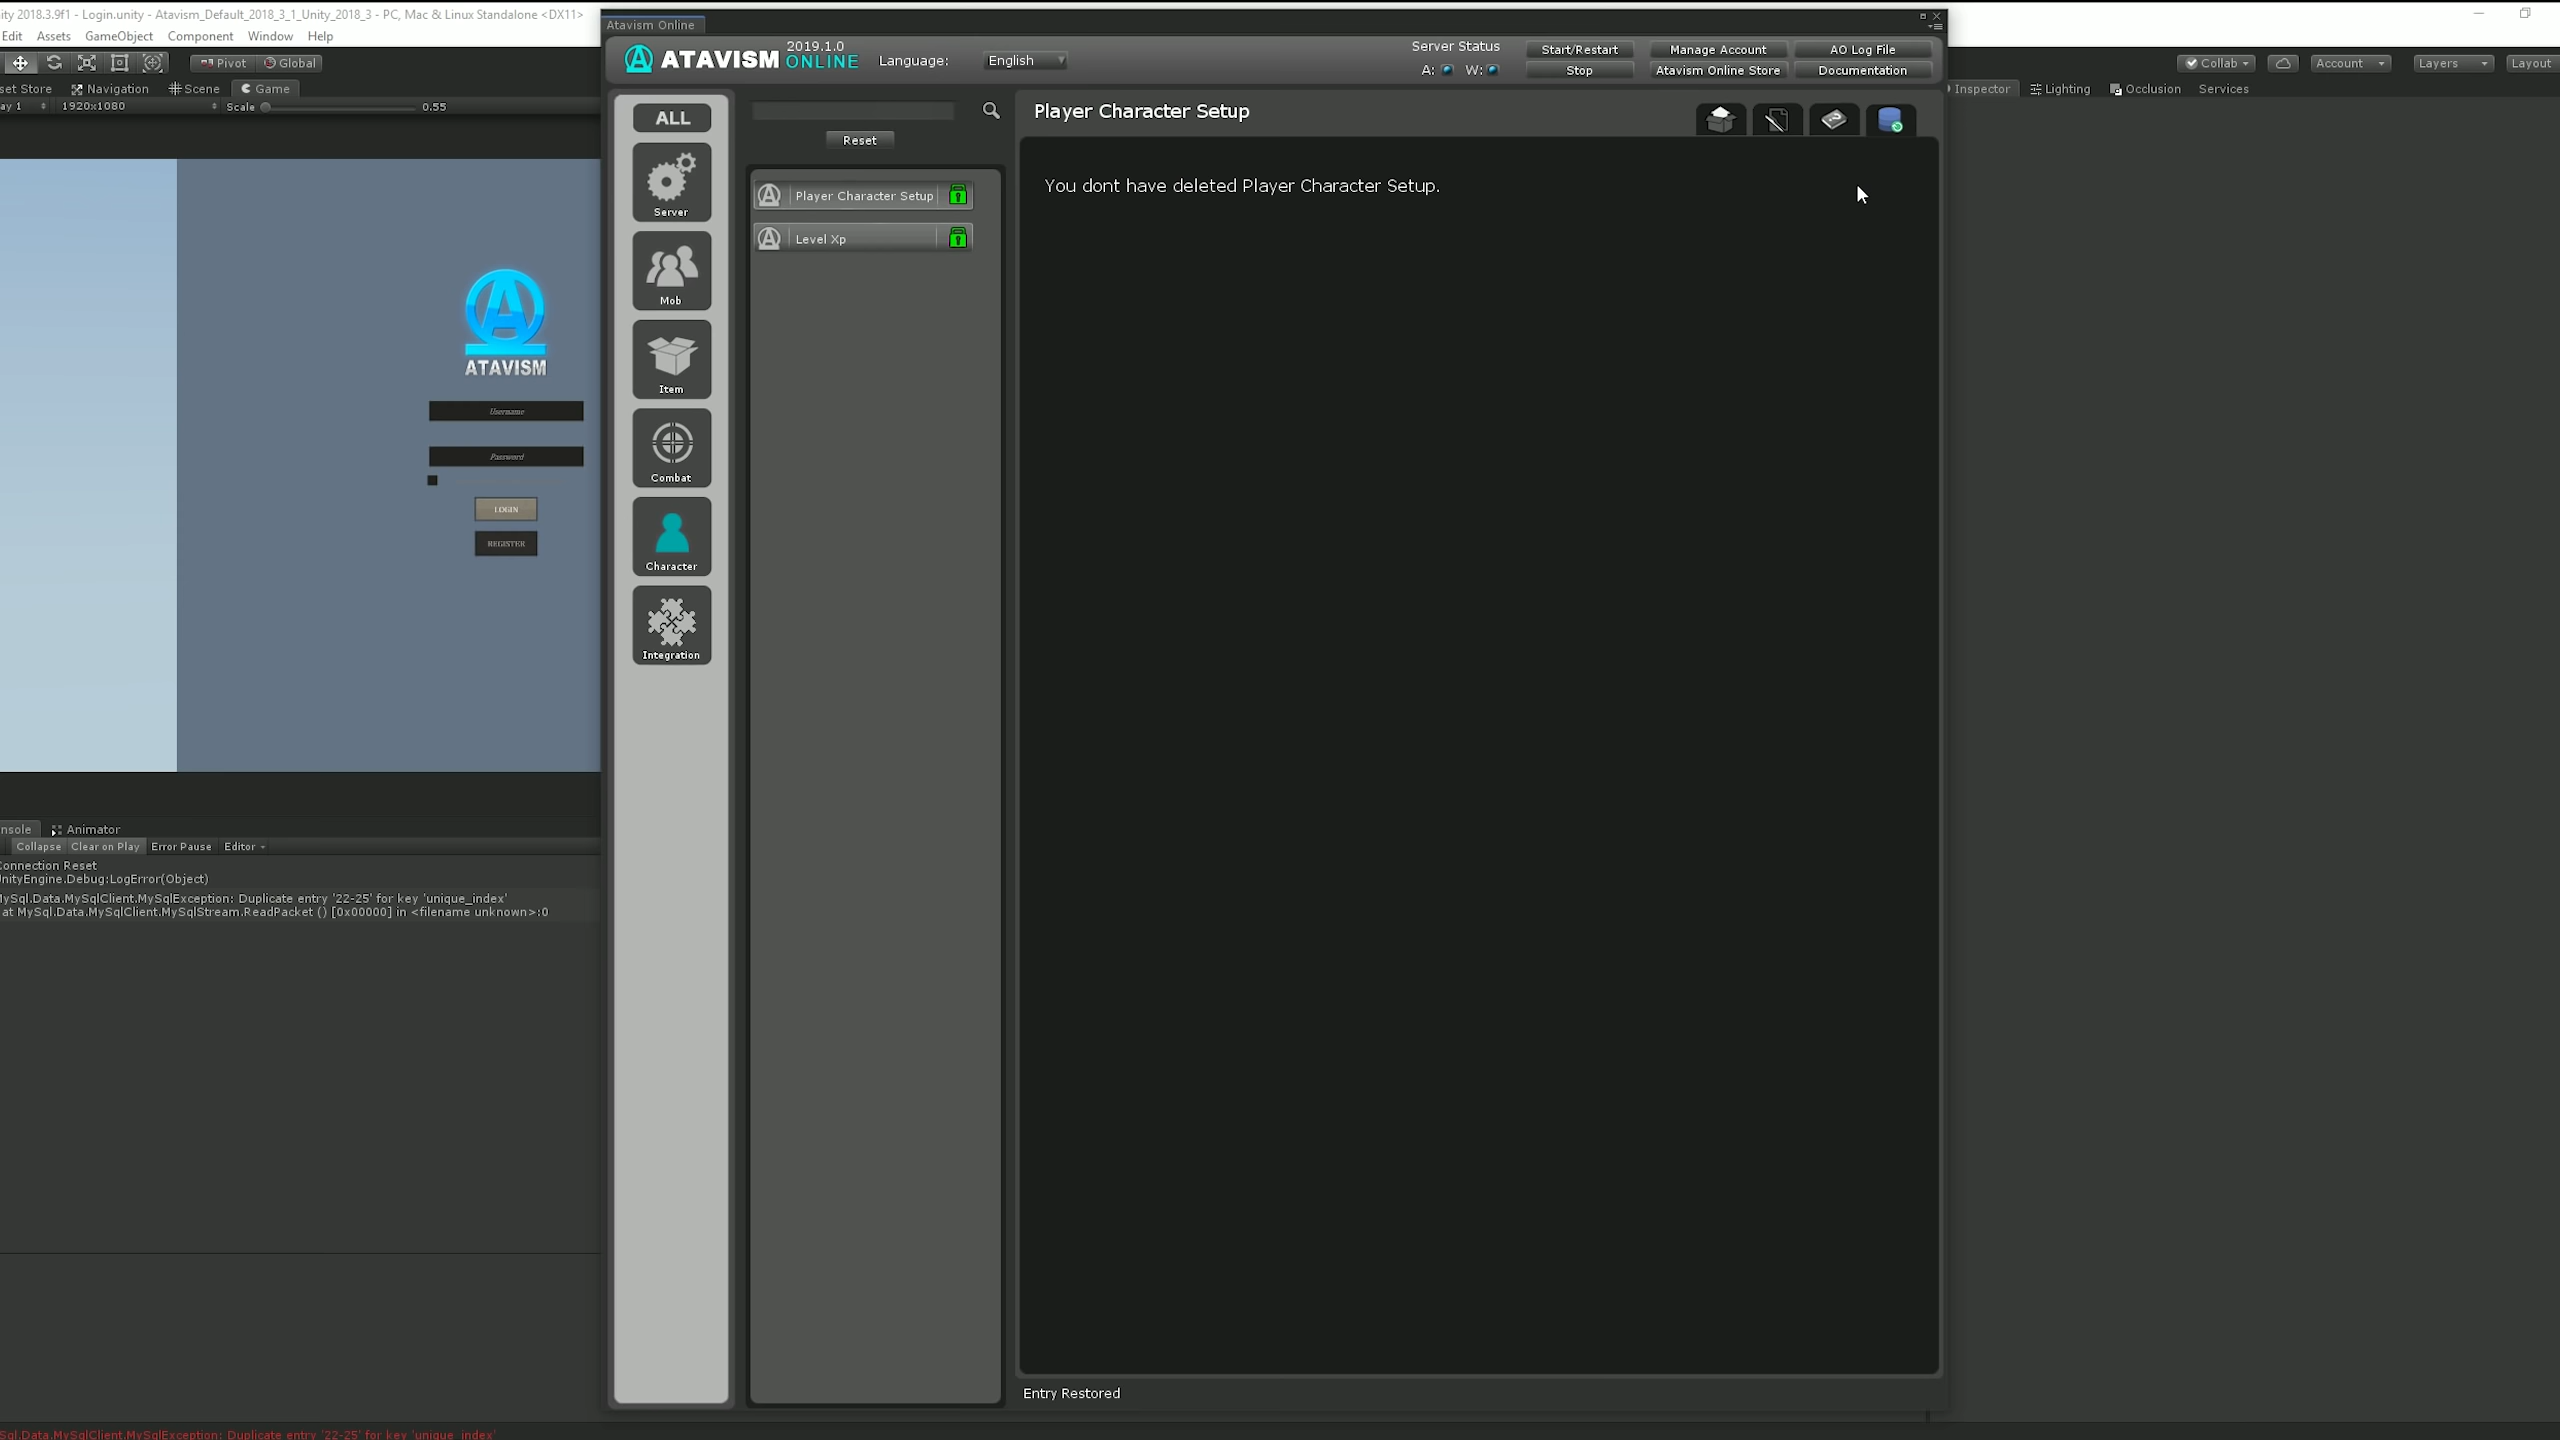 ity 2018.3.9f1 - Login.unity - Atavism_Default_2018_3_1_Unity_2018_3 - PC, Mac & Linux Standalone <DX11>
Edit Assets GameObject Component Window Help
Pivot Global
set Store Navigation Scene Game
ay 1 1920x1080 Scale 0.55
ATAVISM
Username
Password
LOGIN
REGISTER
nsole Animator
Collapse Clear on Play Error Pause Editor
Connection Reset
UnityEngine.Debug:LogError(Object)
MySql.Data.MySqlClient.MySqlException: Duplicate entry '22-25' for key 'unique_index'
at MySql.Data.MySqlClient.MySqlStream.ReadPacket () [0x00000] in <filename unknown>:0
Sql.Data.MySqlClient.MySqlException: Duplicate entry '22-25' for key 'unique_index'
Atavism Online
ATAVISM 2019.1.0
ONLINE
Language: English
Server Status
A: W:
Start/Restart Manage Account AO Log File
Stop Atavism Online Store Documentation
ALL
Server
Mob
Item
Combat
Character
Integration
Reset
Player Character Setup
Level Xp
Player Character Setup
You dont have deleted Player Character Setup.
Entry Restored
Collab Account Layers Layout
Inspector Lighting Occlusion Services